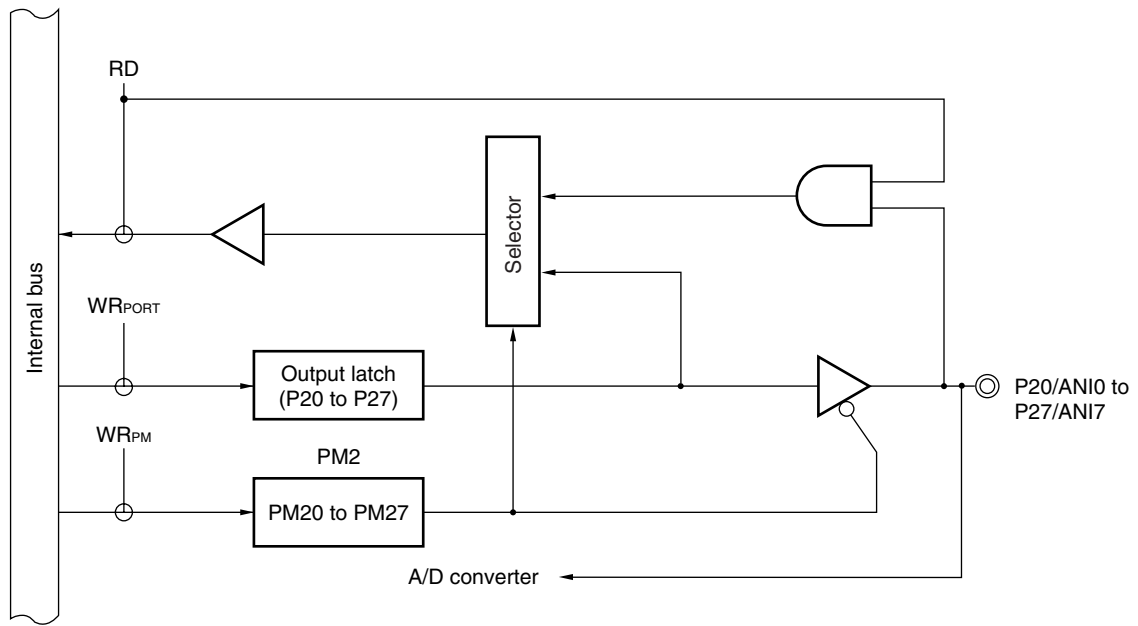 RD
Internal bus
Selector
WRPORT
Output latch
(P20 to P27)
P20/ANI0 to
P27/ANI7
WRPM
PM2
PM20 to PM27
A/D converter